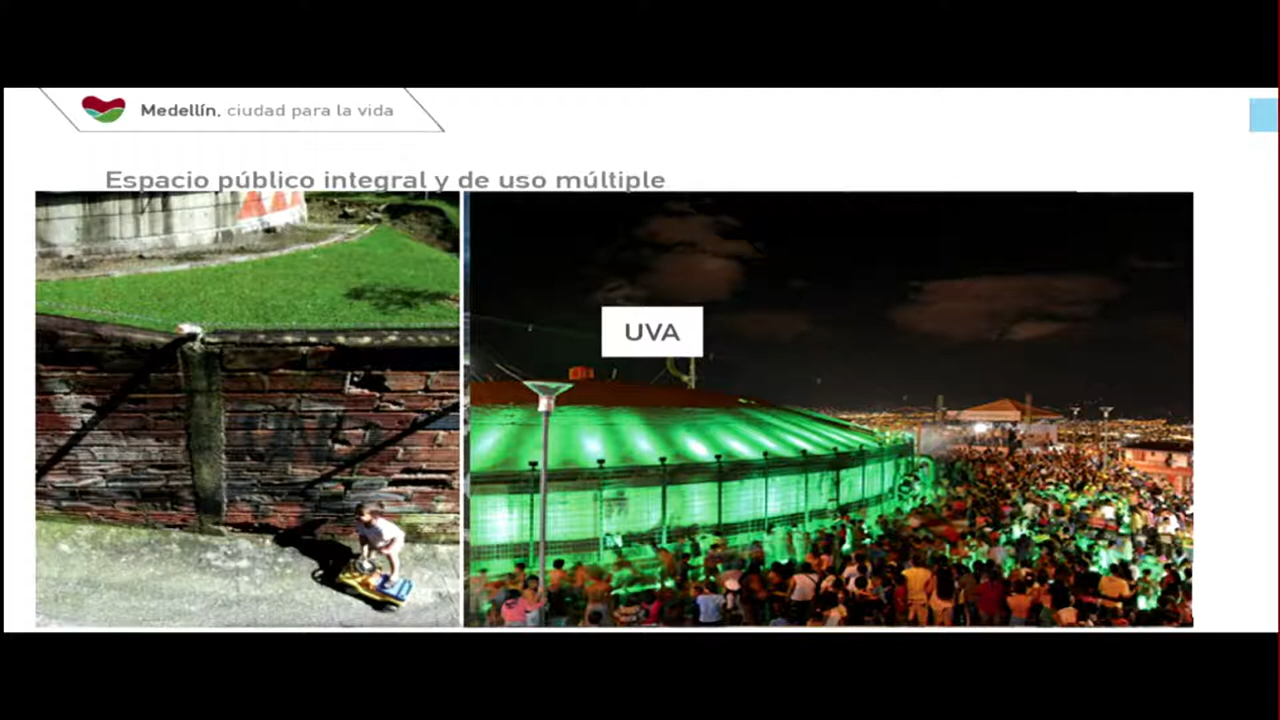 Medellín, ciudad para la vida
Espacio público integral y de uso múltiple
UVA